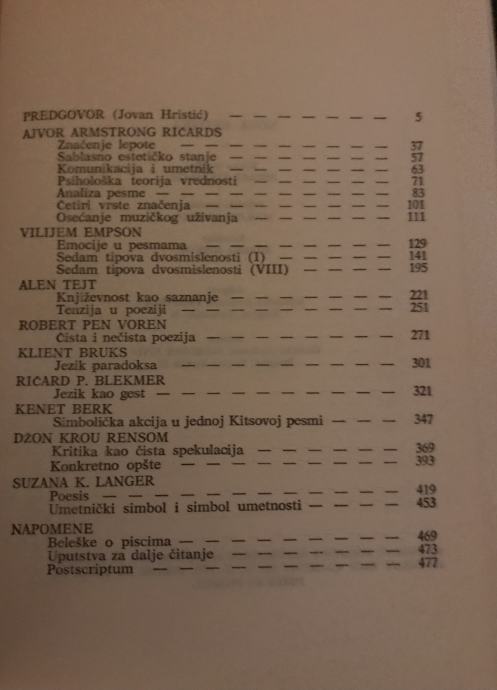 PREDGOVOR (Jovan Hristić) — — — — — — — 5
AJVOR ARMSTRONG RIČARDS
Značenje lepote — — — — — — — — 37
Sablasno estetičko stanje — — — — — — 57
Komunikacija i umetnik — — — — — — 63
Psihološka teorija vrednosti — — — — — 71
Analiza pesme — — — — — — — — 83
Četiri vrste značenja — — — — — — — 101
Osećanje muzičkog uživanja — — — — — 111
VILIJEM EMPSON
Emocije u pesmama — — — — — — — 129
Sedam tipova dvosmislenosti (I) — — — — — 141
Sedam tipova dvosmislenosti (VIII) — — — — 195
ALEN TEJT
Književnost kao saznanje — — — — — — 221
Tenzija u poeziji — — — — — — — — 251
ROBERT PEN VOREN
Čista i nečista poezija — — — — — — — 271
KLIENT BRUKS
Jezik paradoksa — — — — — — — — 301
RIČARD P. BLEKMER
Jezik kao gest — — — — — — — — — 321
KENET BERK
Simbolička akcija u jednoj Kitsovoj pesmi — — — 347
DŽON KROU RENSOM
Kritika kao čista spekulacija — — — — — 369
Konkretno opšte — — — — — — — — 393
SUZANA K. LANGER
Poesis — — — — — — — — — — 419
Umetnički simbol i simbol umetnosti — — — — 453
NAPOMENE
Beleške o piscima — — — — — — — — 469
Uputstva za dalje čitanje — — — — — — 473
Postscriptum — — — — — — — — — 477